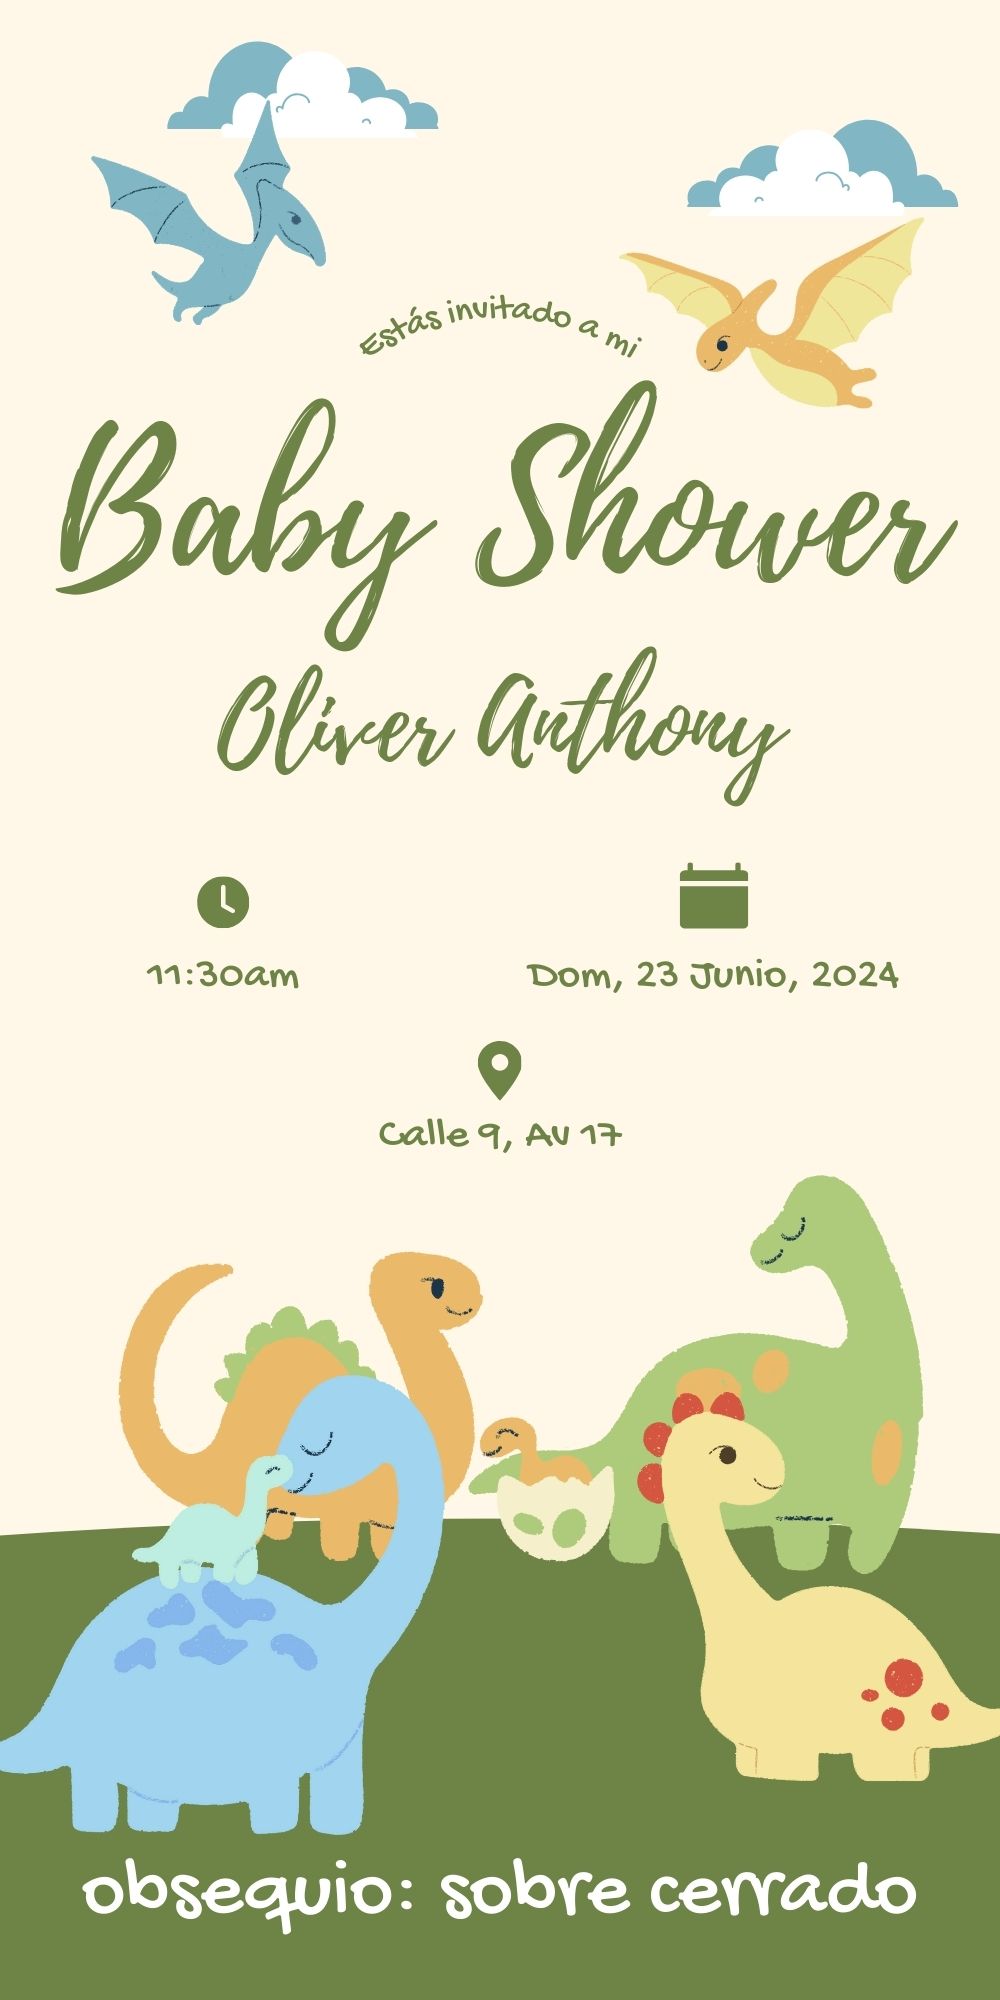 Estás invitado a mi
Baby Shower
Oliver Anthony
11:30am
Dom, 23 Junio, 2024
Calle 9, Av 17
obsequio: sobre cerrado